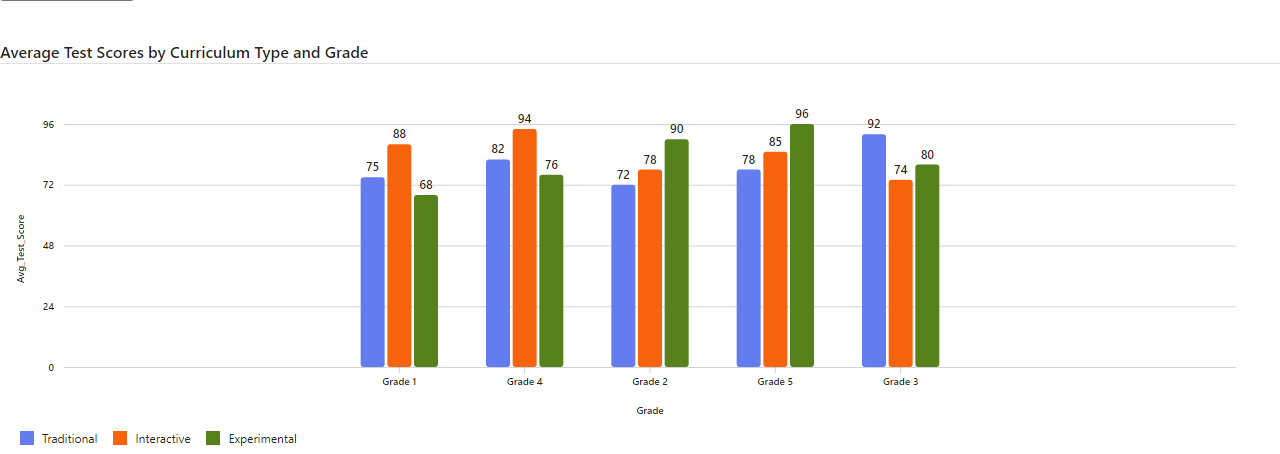 Average Test Scores by Curriculum Type and Grade
96
72
48
24
0
Avg_Test_Score
75 88 68
82 94 76
72 78 90
78 85 96
92 74 80
Grade 1 Grade 4 Grade 2 Grade 5 Grade 3
Grade
Traditional Interactive Experimental